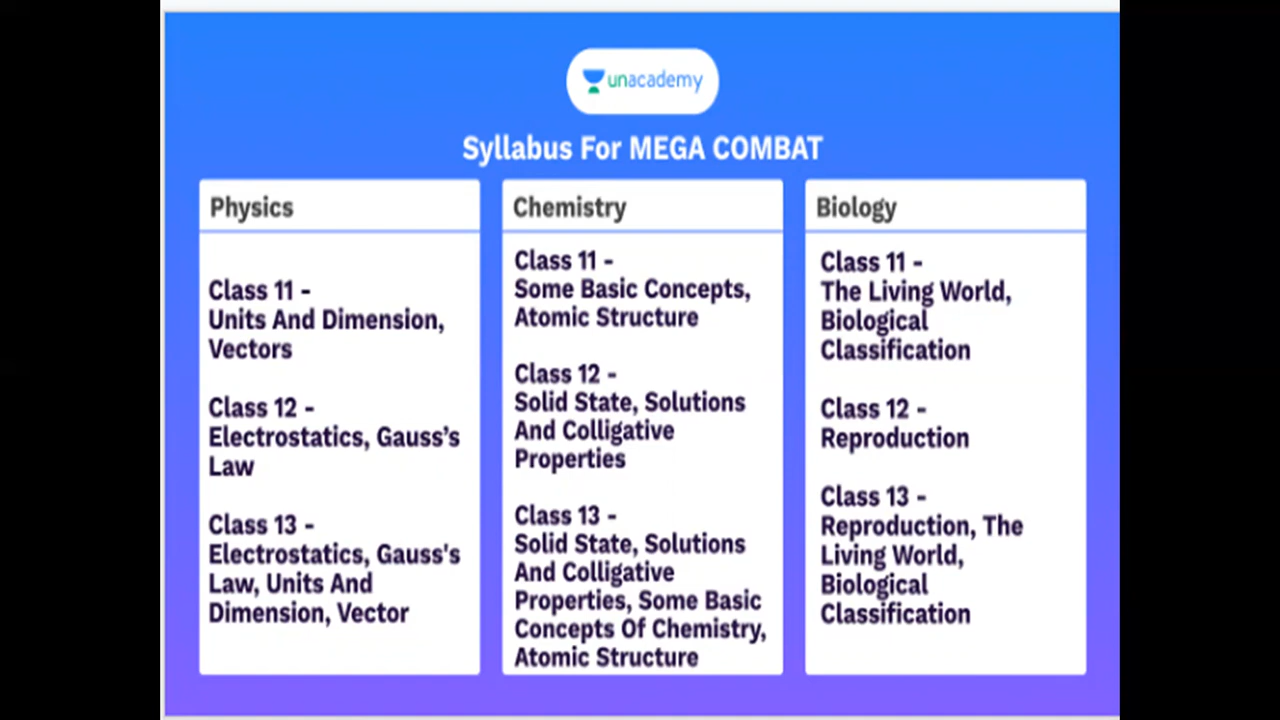 unacademy
Syllabus For MEGA COMBAT
Physics
Class 11 -
Units And Dimension,
Vectors
Class 12 -
Electrostatics, Gauss’s
Law
Class 13 -
Electrostatics, Gauss's
Law, Units And
Dimension, Vector
Chemistry
Class 11 -
Some Basic Concepts,
Atomic Structure
Class 12 -
Solid State, Solutions
And Colligative
Properties
Class 13 -
Solid State, Solutions
And Colligative
Properties, Some Basic
Concepts Of Chemistry,
Atomic Structure
Biology
Class 11 -
The Living World,
Biological
Classification
Class 12 -
Reproduction
Class 13 -
Reproduction, The
Living World,
Biological
Classification